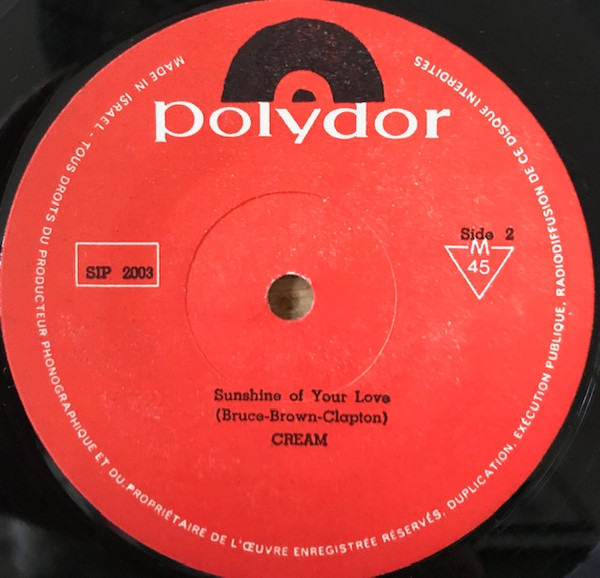 polydor
MADE IN ISRAEL - TOUS DROITS DU PRODUCTEUR PHONOGRAPHIQUE ET DU PROPRIÉTAIRE DE L'ŒUVRE ENREGISTRÉE RÉSERVÉS. DUPLICATION, EXÉCUTION PUBLIQUE, RADIODIFFUSION DE CE DISQUE INTERDITES
SIP 2003
Side 2
M
45
Sunshine of Your Love
(Bruce-Brown-Clapton)
CREAM